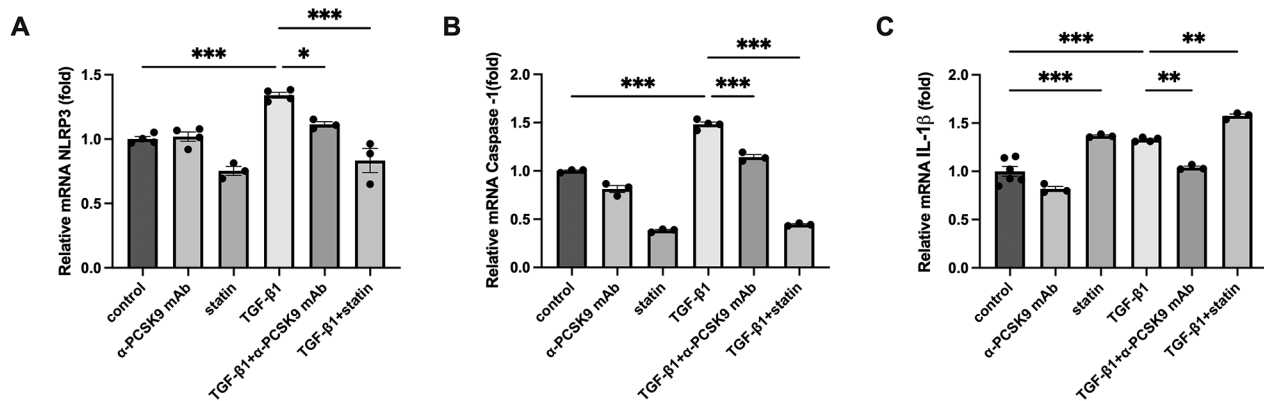 A
Relative mRNA NLRP3 (fold)
1.5
1.0
0.5
0.0
***
***
*
control
α-PCSK9 mAb
statin
TGF-β1
TGF-β1+α-PCSK9 mAb
TGF-β1+statin
B
Relative mRNA Caspase -1(fold)
2.0
1.5
1.0
0.5
0.0
***
***
***
control
α-PCSK9 mAb
statin
TGF-β1
TGF-β1+α-PCSK9 mAb
TGF-β1+statin
C
Relative mRNA IL-1β (fold)
2.0
1.5
1.0
0.5
0.0
***
**
***
**
control
α-PCSK9 mAb
statin
TGF-β1
TGF-β1+α-PCSK9 mAb
TGF-β1+statin